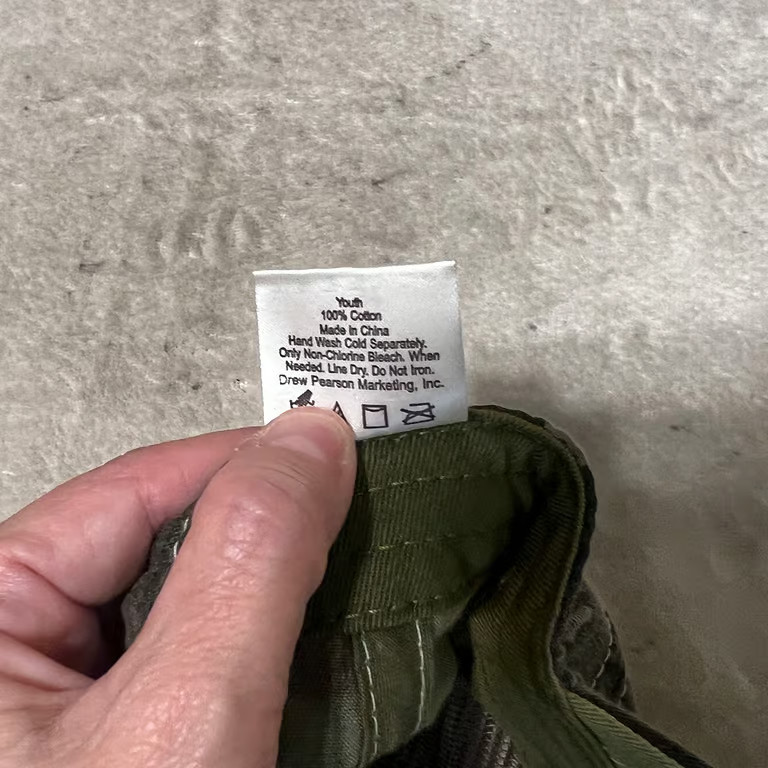 Youth
100% Cotton
Made In China
Hand Wash Cold Separately.
Only Non-Chlorine Bleach. When
Needed. Line Dry. Do Not Iron.
Drew Pearson Marketing, Inc.